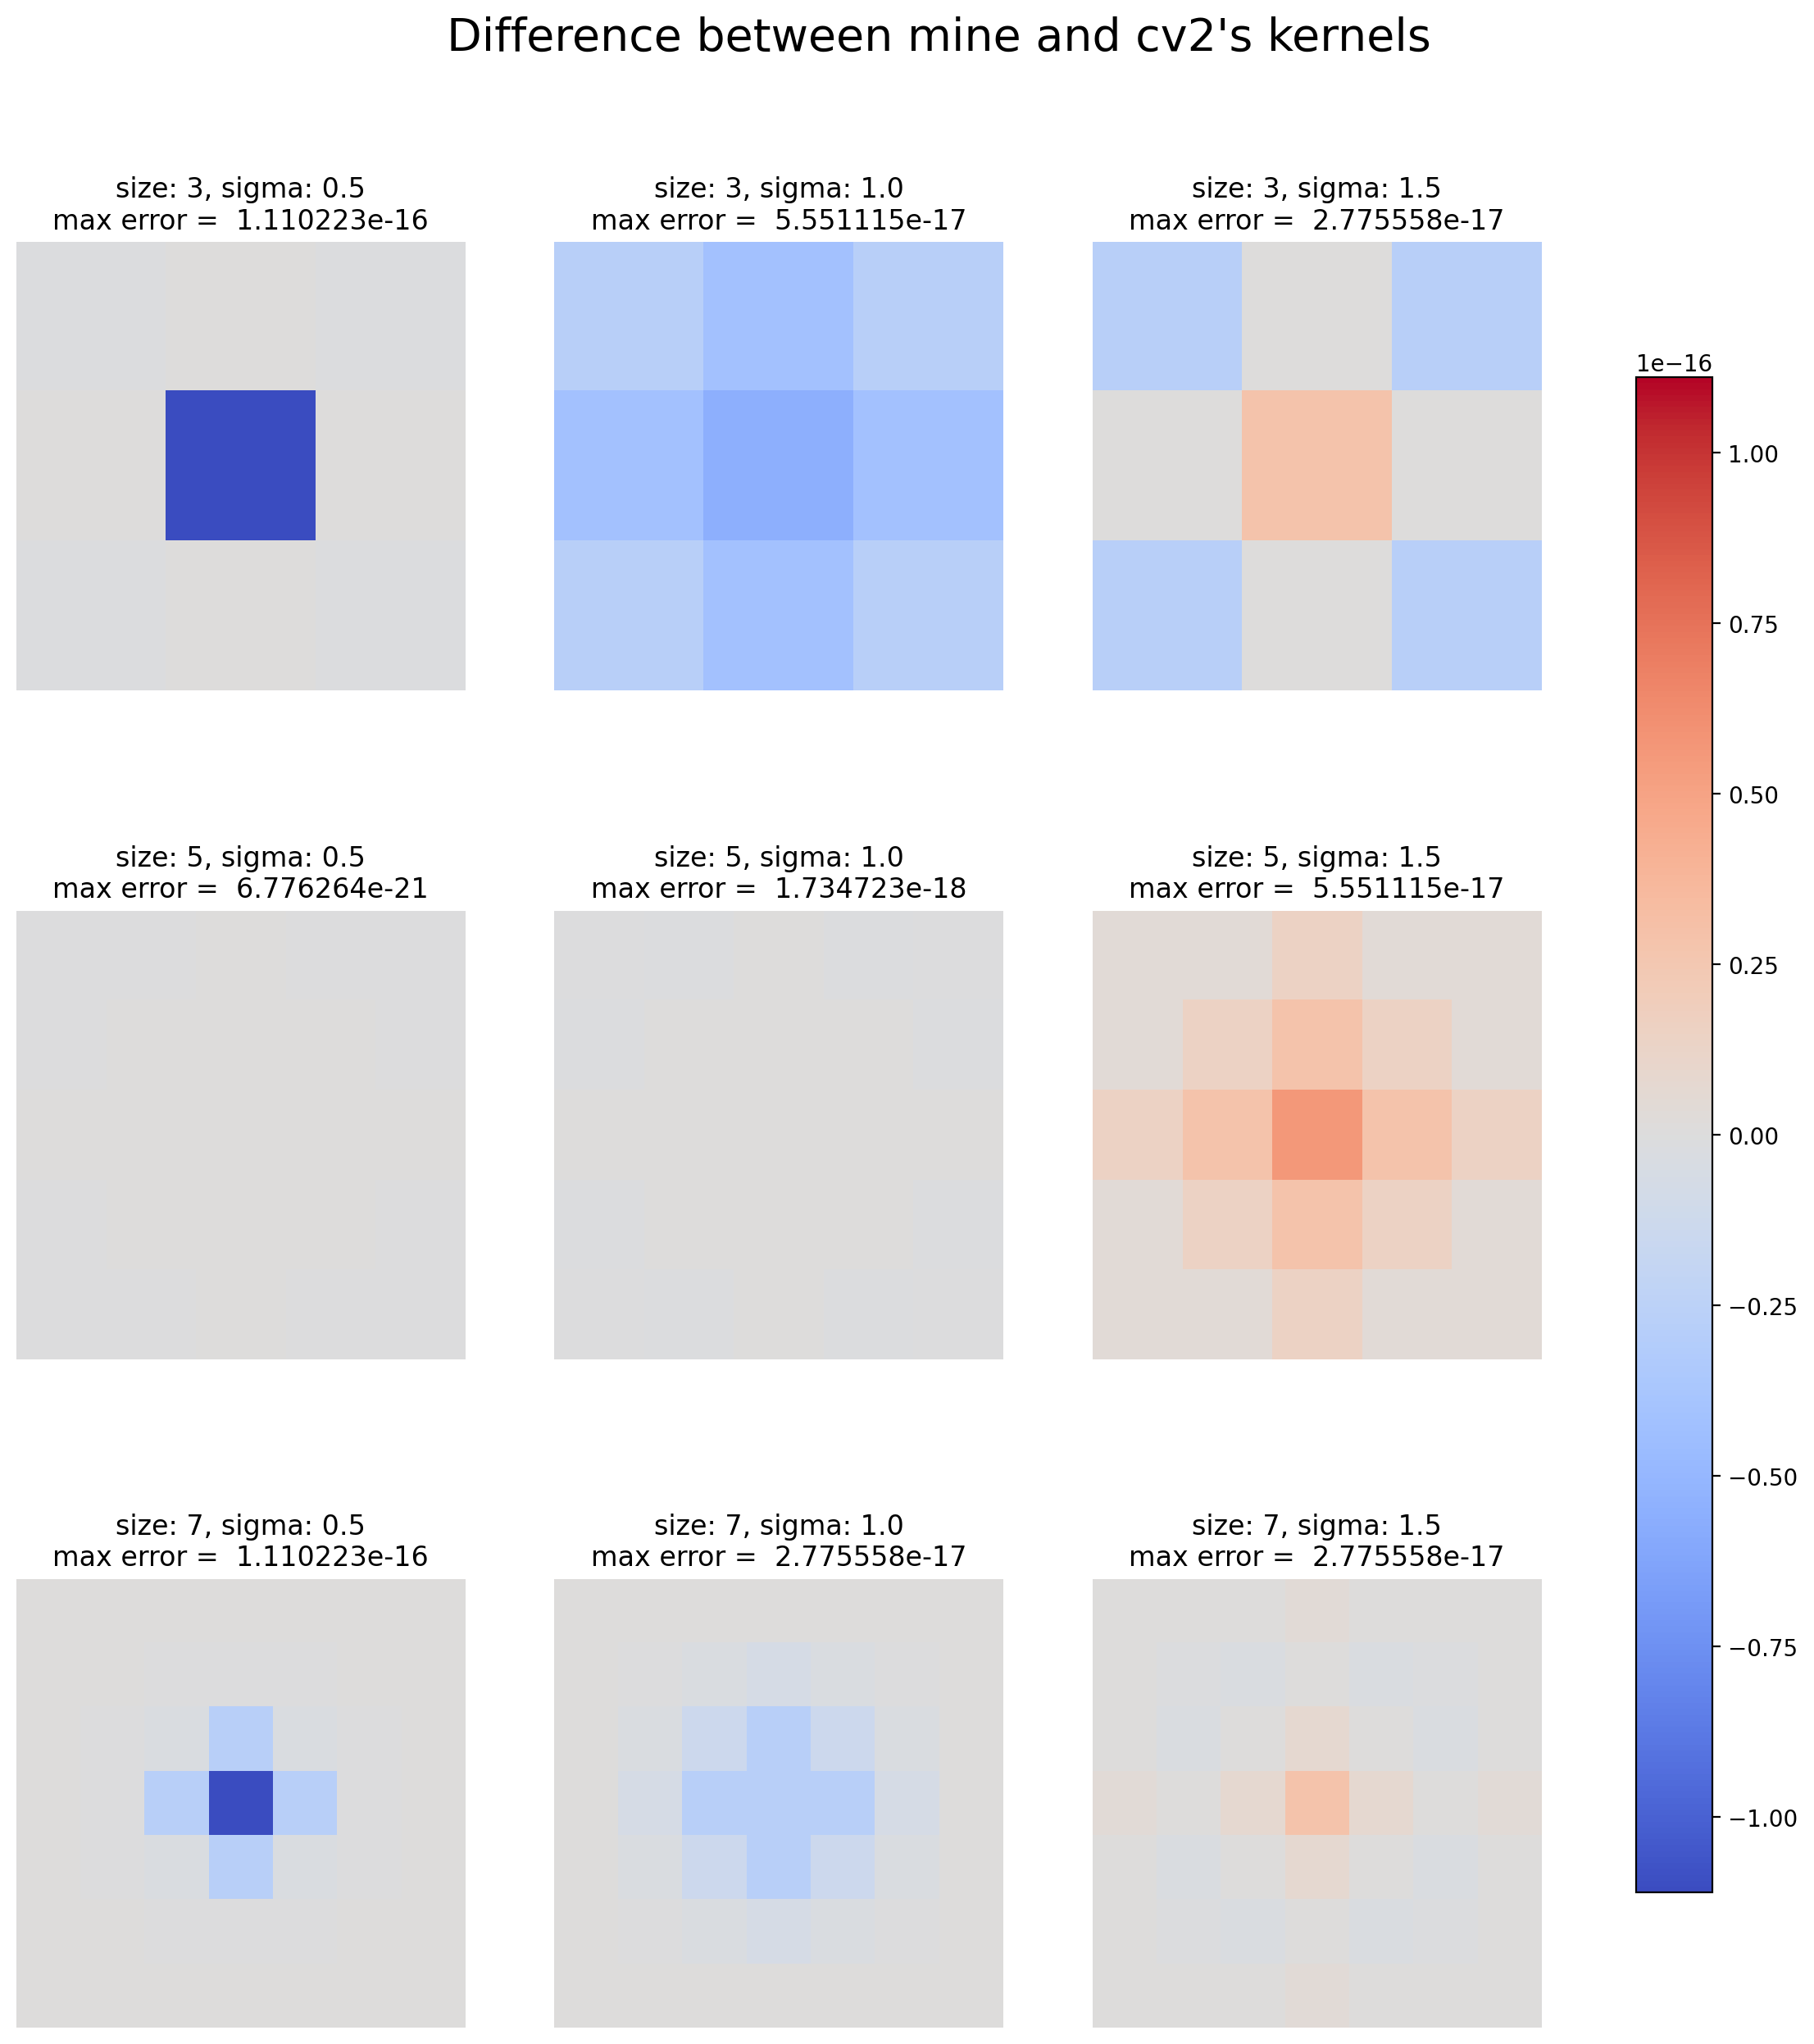 Difference between mine and cv2's kernels
size: 3, sigma: 0.5
max error =  1.110223e-16
size: 3, sigma: 1.0
max error =  5.551115e-17
size: 3, sigma: 1.5
max error =  2.775558e-17
size: 5, sigma: 0.5
max error =  6.776264e-21
size: 5, sigma: 1.0
max error =  1.734723e-18
size: 5, sigma: 1.5
max error =  5.551115e-17
size: 7, sigma: 0.5
max error =  1.110223e-16
size: 7, sigma: 1.0
max error =  2.775558e-17
size: 7, sigma: 1.5
max error =  2.775558e-17
1e−16
1.00
0.75
0.50
0.25
0.00
−0.25
−0.50
−0.75
−1.00